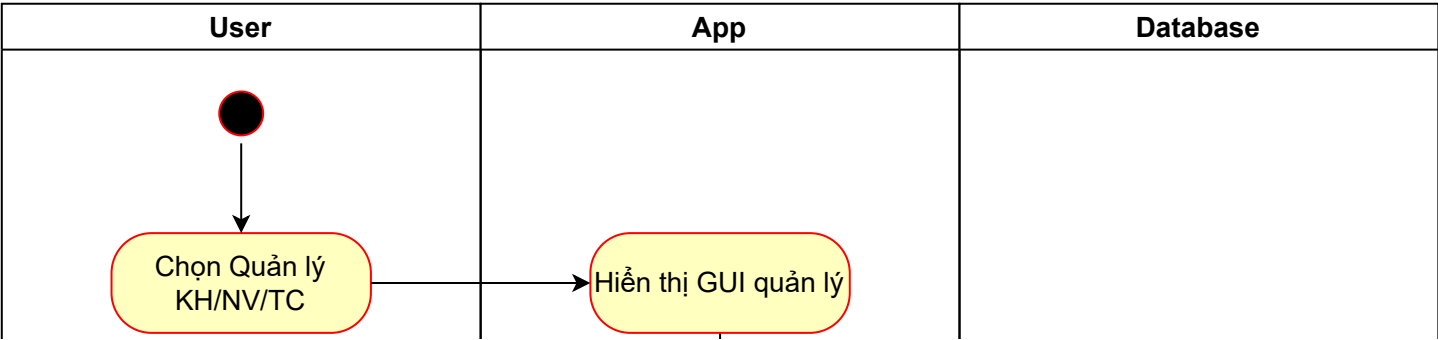 User
App
Database
Chọn Quản lý
KH/NV/TC
Hiển thị GUI quản lý